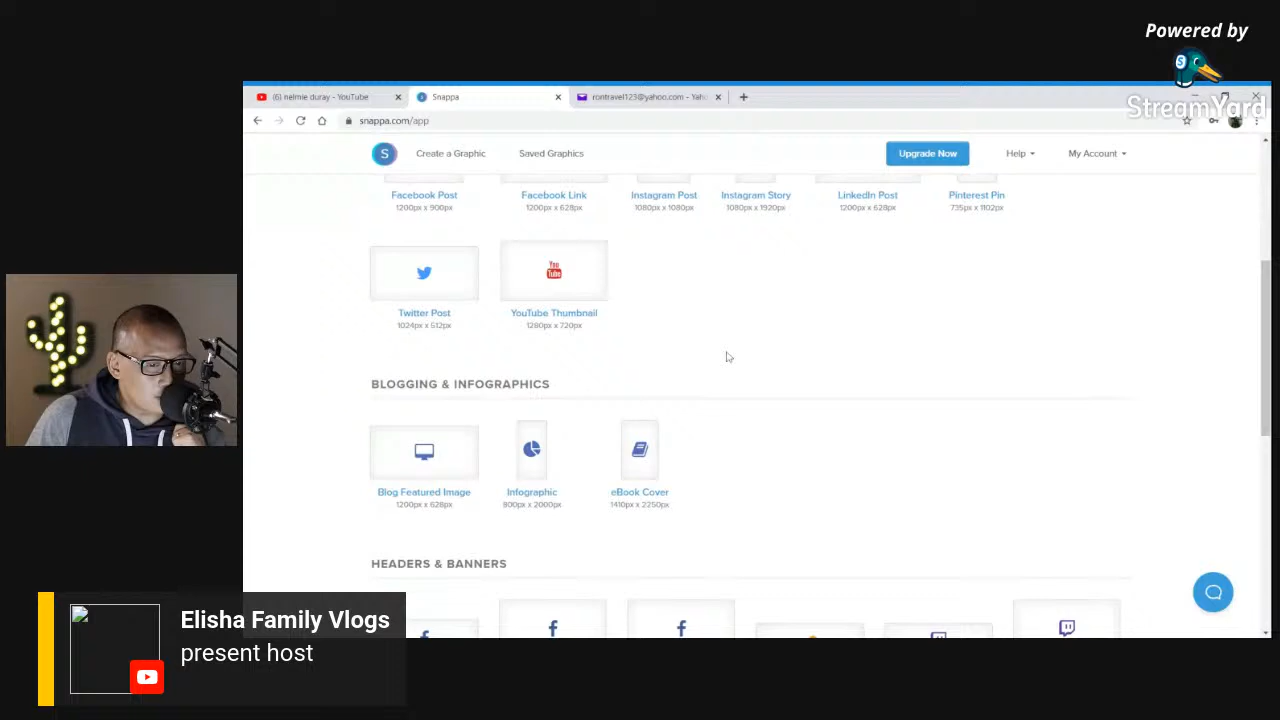 Powered by
StreamYard
(6) nelmie duray - YouTube
Snappa
rontravel123@yahoo.com - Yah
snappa.com/app
S
Create a Graphic
Saved Graphics
Upgrade Now
Help
My Account
Facebook Post
Facebook Link
Instagram Post
Instagram Story
LinkedIn Post
Pinterest Pin
1200px x 900px
1200px x 628px
1080px x 1080px
1080px x 1920px
1200px x 628px
735px x 1102px
You
Tube
Twitter Post
YouTube Thumbnail
1024px x 512px
1280px x 720px
BLOGGING & INFOGRAPHICS
Blog Featured Image
Infographic
eBook Cover
1200px x 628px
800px x 2000px
1410px x 2250px
HEADERS & BANNERS
Elisha Family Vlogs
present host